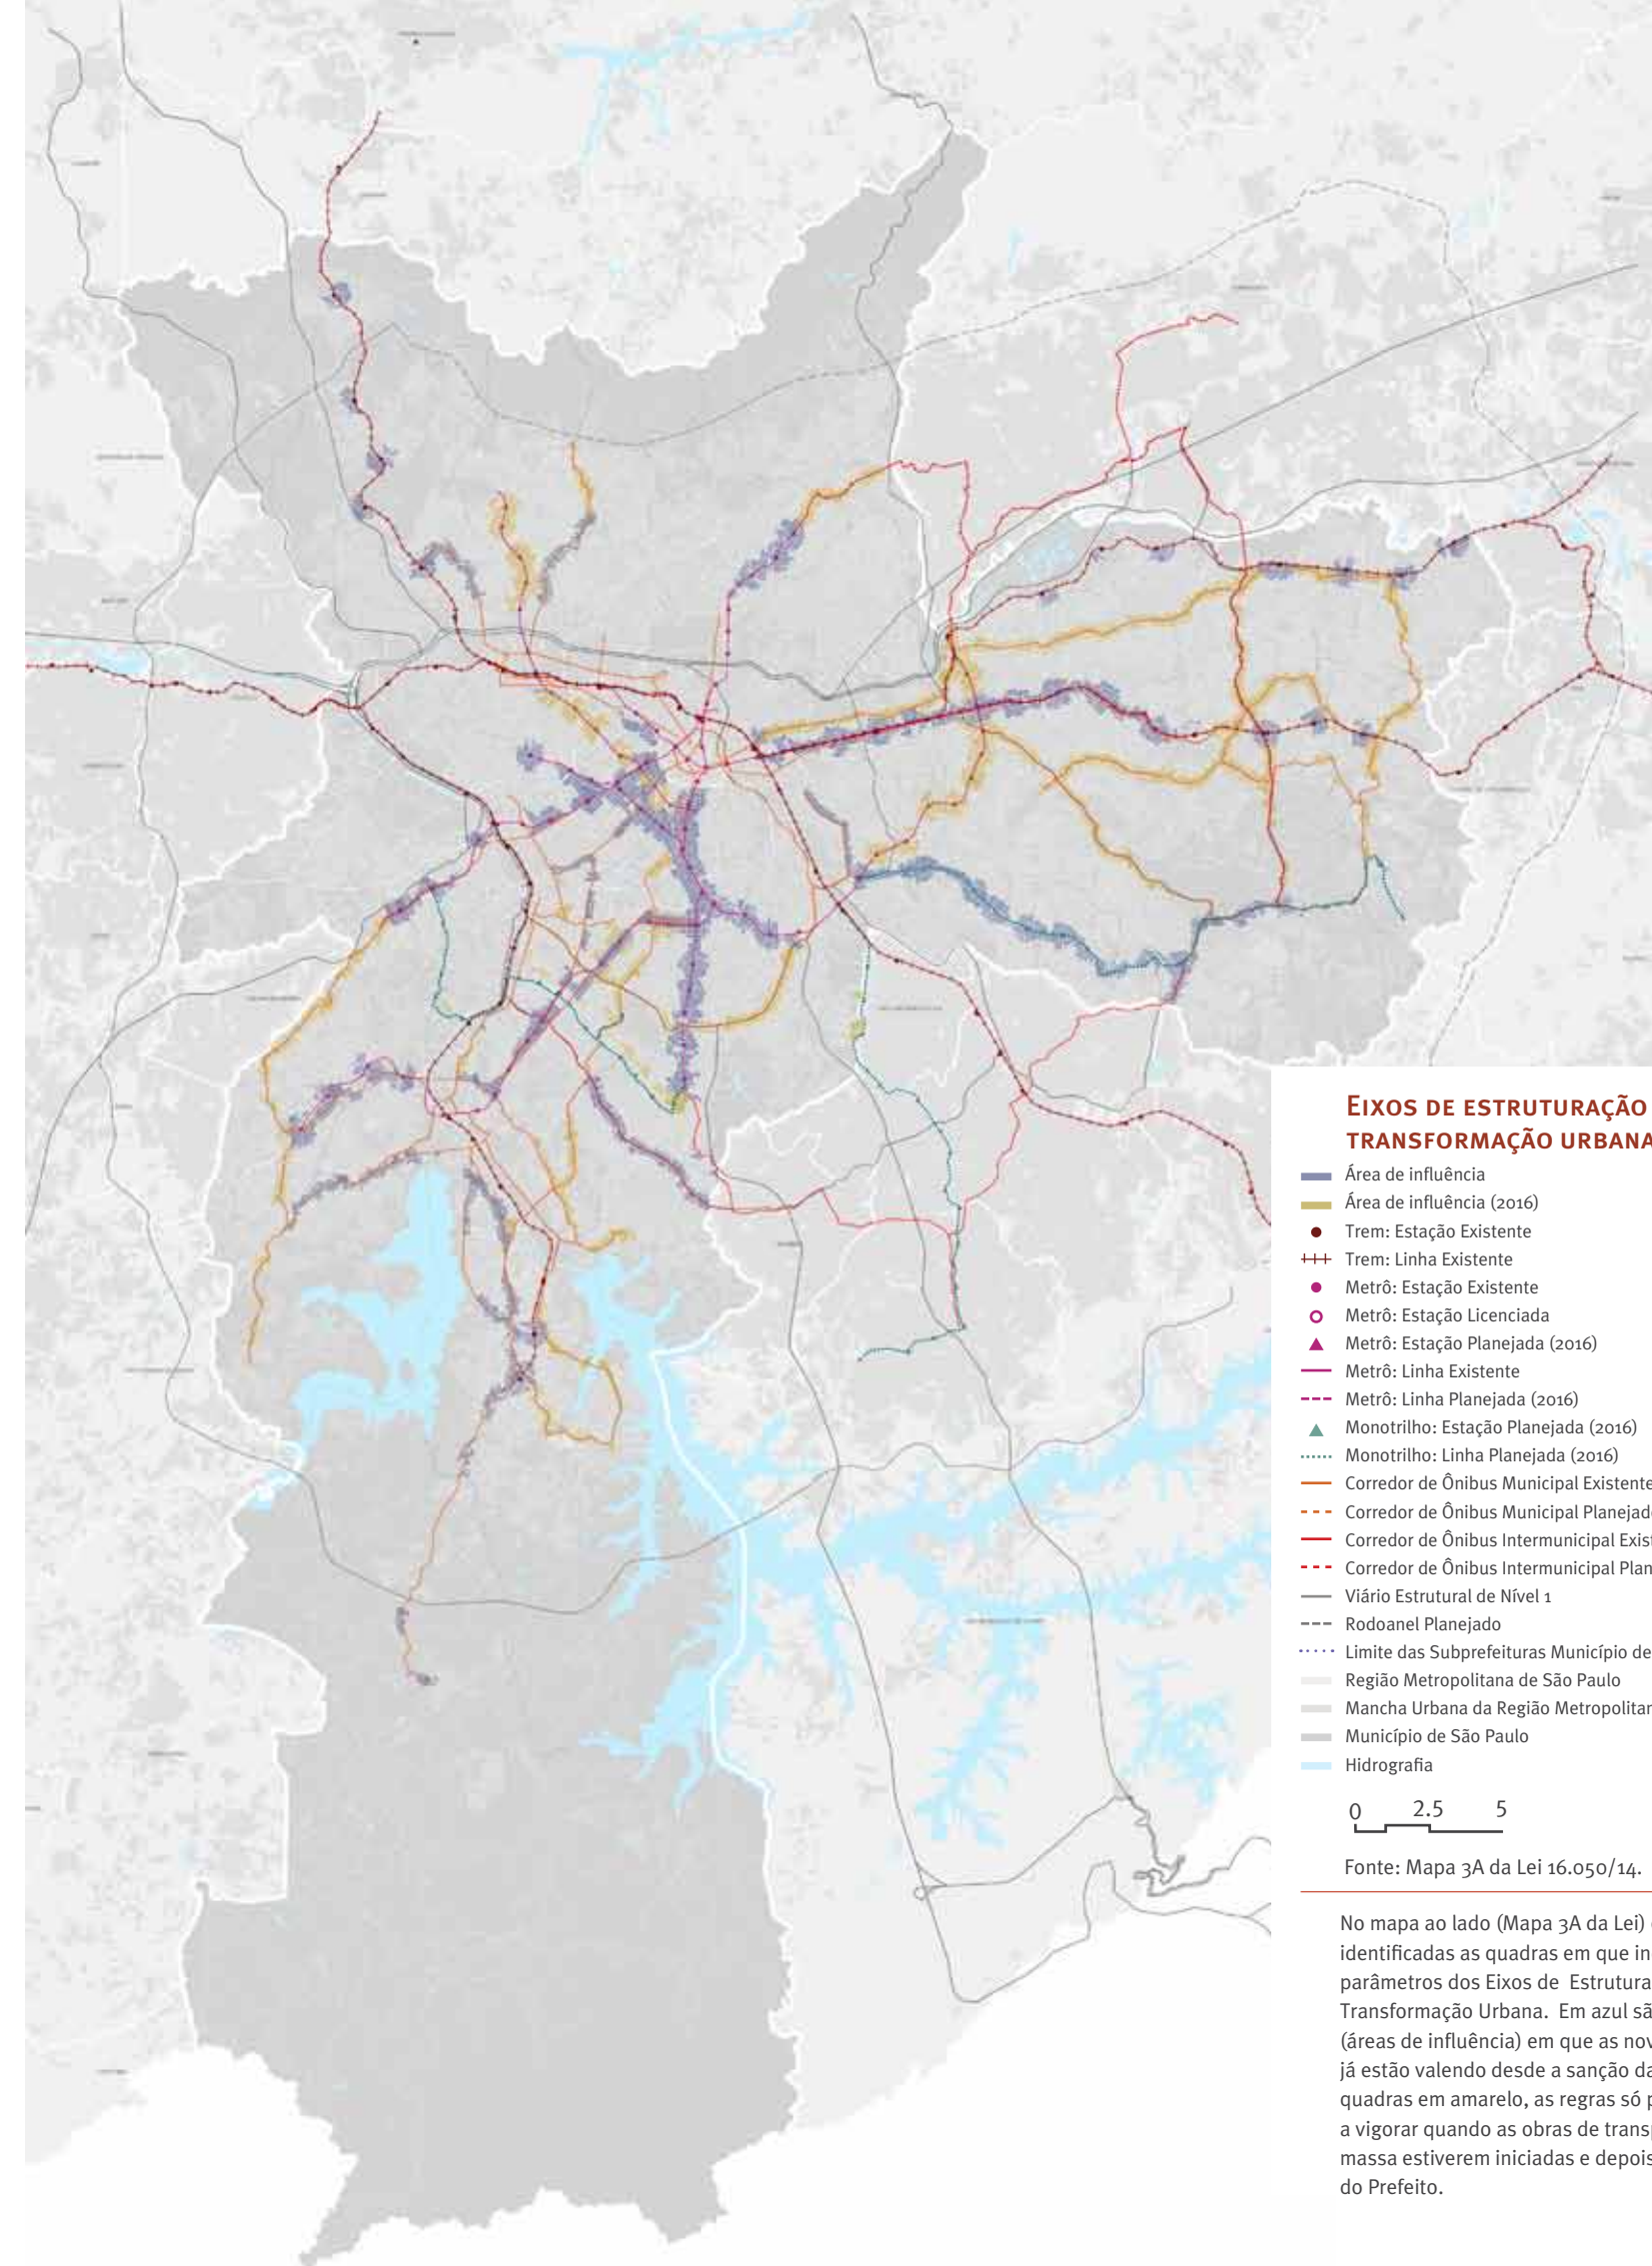 Eixos de estruturação
transformação urbana
Área de influência
Área de influência (2016)
Trem: Estação Existente
Trem: Linha Existente
Metrô: Estação Existente
Metrô: Estação Licenciada
Metrô: Estação Planejada (2016)
Metrô: Linha Existente
Metrô: Linha Planejada (2016)
Monotrilho: Estação Planejada (2016)
Monotrilho: Linha Planejada (2016)
Corredor de Ônibus Municipal Existente
Corredor de Ônibus Municipal Planejad
Corredor de Ônibus Intermunicipal Exis
Corredor de Ônibus Intermunicipal Plan
Viário Estrutural de Nível 1
Rodoanel Planejado
Limite das Subprefeituras Município de
Região Metropolitana de São Paulo
Mancha Urbana da Região Metropolitan
Município de São Paulo
Hidrografia
0 2.5 5
Fonte: Mapa 3A da Lei 16.050/14.
No mapa ao lado (Mapa 3A da Lei)
identificadas as quadras em que in
parâmetros dos Eixos de Estrutura
Transformação Urbana. Em azul sã
(áreas de influência) em que as nov
já estão valendo desde a sanção da
quadras em amarelo, as regras só p
a vigorar quando as obras de transp
massa estiverem iniciadas e depois
do Prefeito.